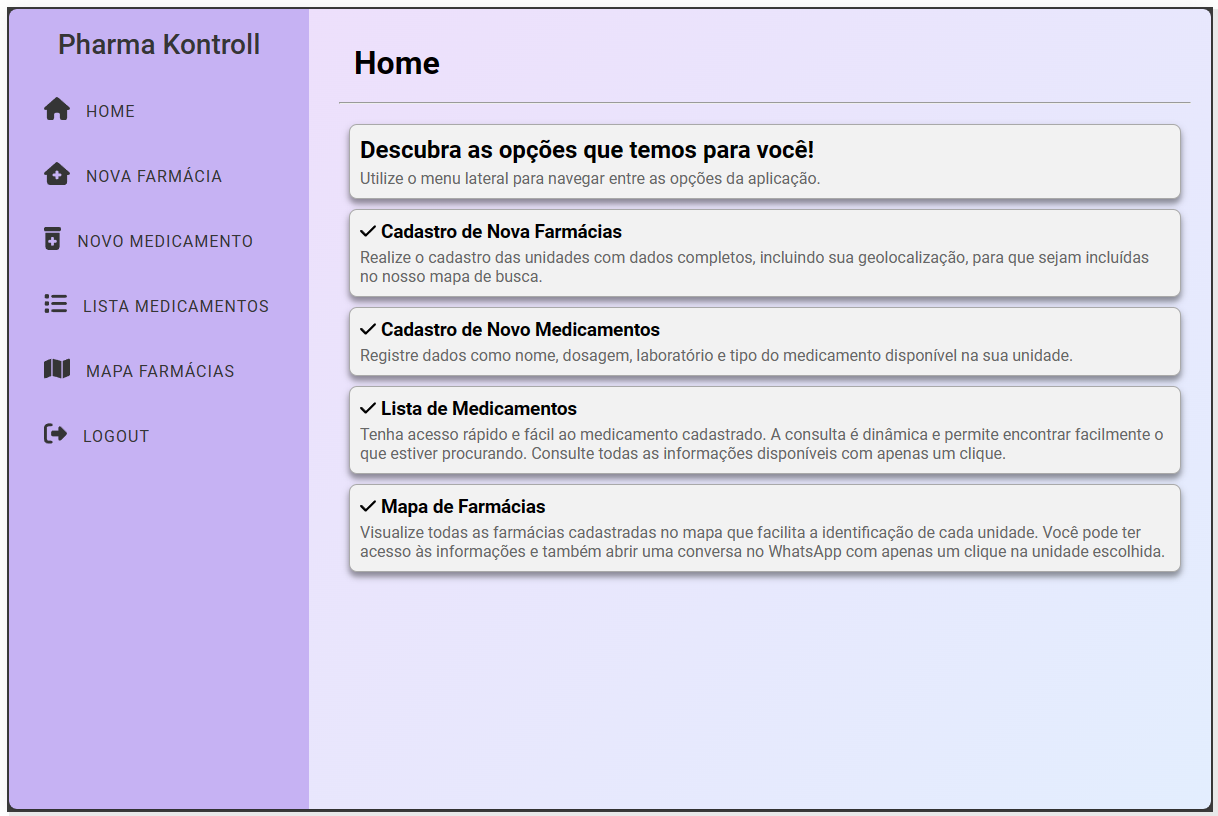 Pharma Kontroll
HOME
NOVA FARMÁCIA
NOVO MEDICAMENTO
LISTA MEDICAMENTOS
MAPA FARMÁCIAS
LOGOUT
Home
Descubra as opções que temos para você!
Utilize o menu lateral para navegar entre as opções da aplicação.
Cadastro de Nova Farmácias
Realize o cadastro das unidades com dados completos, incluindo sua geolocalização, para que sejam incluídas
no nosso mapa de busca.
Cadastro de Novo Medicamentos
Registre dados como nome, dosagem, laboratório e tipo do medicamento disponível na sua unidade.
Lista de Medicamentos
Tenha acesso rápido e fácil ao medicamento cadastrado. A consulta é dinâmica e permite encontrar facilmente o
que estiver procurando. Consulte todas as informações disponíveis com apenas um clique.
Mapa de Farmácias
Visualize todas as farmácias cadastradas no mapa que facilita a identificação de cada unidade. Você pode ter
acesso às informações e também abrir uma conversa no WhatsApp com apenas um clique na unidade escolhida.